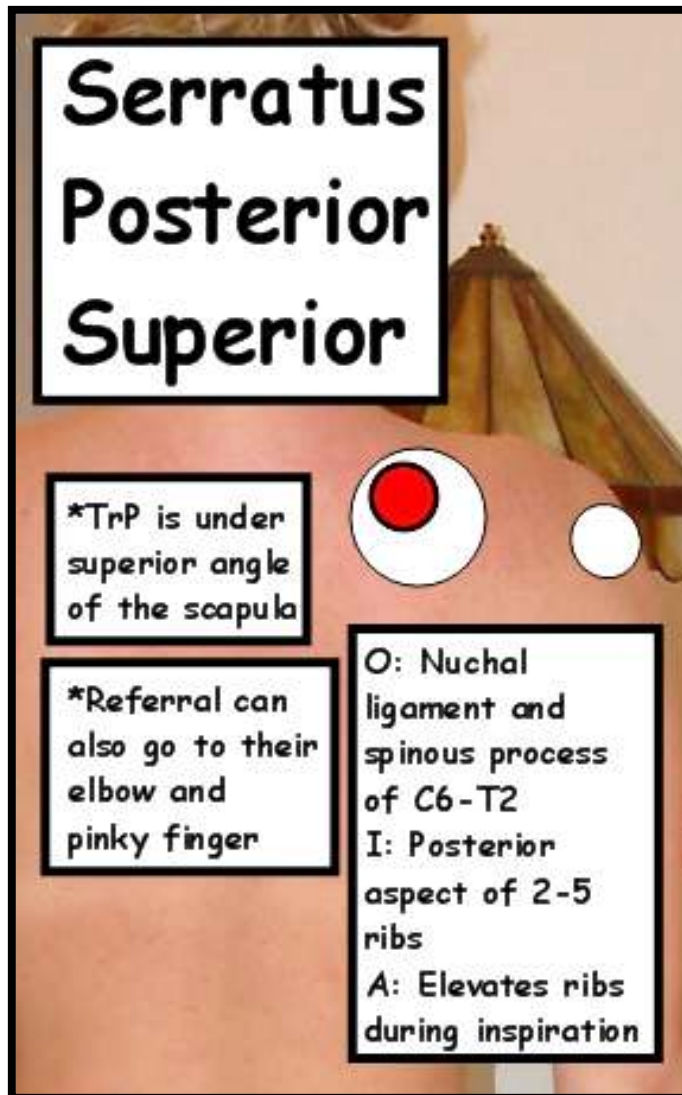 Serratus
Posterior
Superior
*TrP is under
superior angle
of the scapula
*Referral can
also go to their
elbow and
pinky finger
O: Nuchal
ligament and
spinous process
of C6-T2
I: Posterior
aspect of 2-5
ribs
A: Elevates ribs
during inspiration